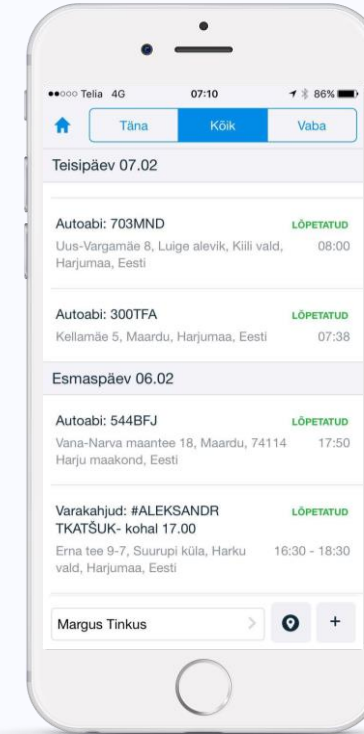 Telia 4G 07:10 86%
Täna Kõik Vaba
Teisipäev 07.02
Autoabi: 703MND LÕPETATUD
Uus-Vargamäe 8, Luige alevik, Kiili vald, 08:00
Harjumaa, Eesti
Autoabi: 300TFA LÕPETATUD
Kellamäe 5, Maardu, Harjumaa, Eesti 07:38
Esmaspäev 06.02
Autoabi: 544BFJ LÕPETATUD
Vana-Narva maantee 18, Maardu, 74114 17:50
Harju maakond, Eesti
Varakahjud: #ALEKSANDR LÕPETATUD
TKATŠUK- kohal 17.00
Erna tee 9-7, Suurupi küla, Harku 16:30 - 18:30
vald, Harjumaa, Eesti
Margus Tinkus